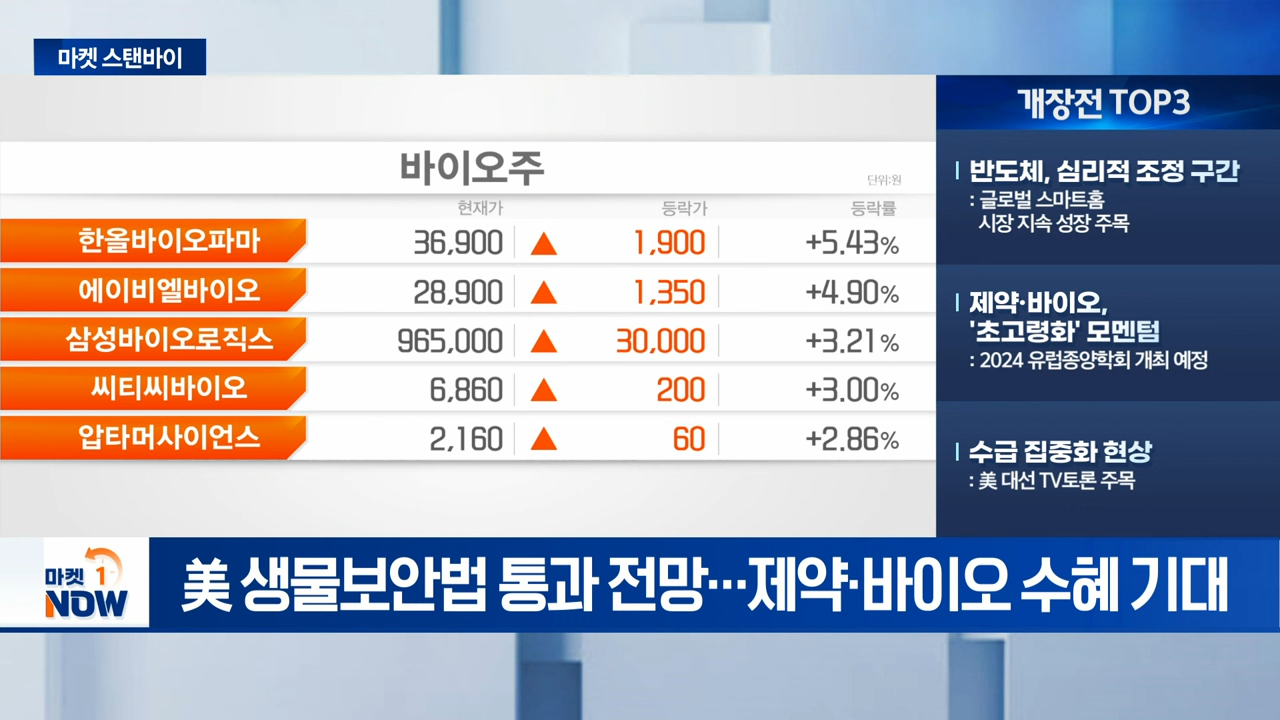 마켓 스탠바이
바이오주
단위:원
현재가 등락가 등락률
한올바이오파마 36,900 ▲ 1,900 +5.43%
에이비엘바이오 28,900 ▲ 1,350 +4.90%
삼성바이오로직스 965,000 ▲ 30,000 +3.21%
씨티씨바이오 6,860 ▲ 200 +3.00%
압타머사이언스 2,160 ▲ 60 +2.86%
개장전 TOP3
반도체, 심리적 조정 구간
: 글로벌 스마트홈
시장 지속 성장 주목
제약·바이오,
'초고령화' 모멘텀
: 2024 유럽종양학회 개최 예정
수급 집중화 현상
: 美 대선 TV토론 주목
마켓 1
NOW
美 생물보안법 통과 전망…제약·바이오 수혜 기대